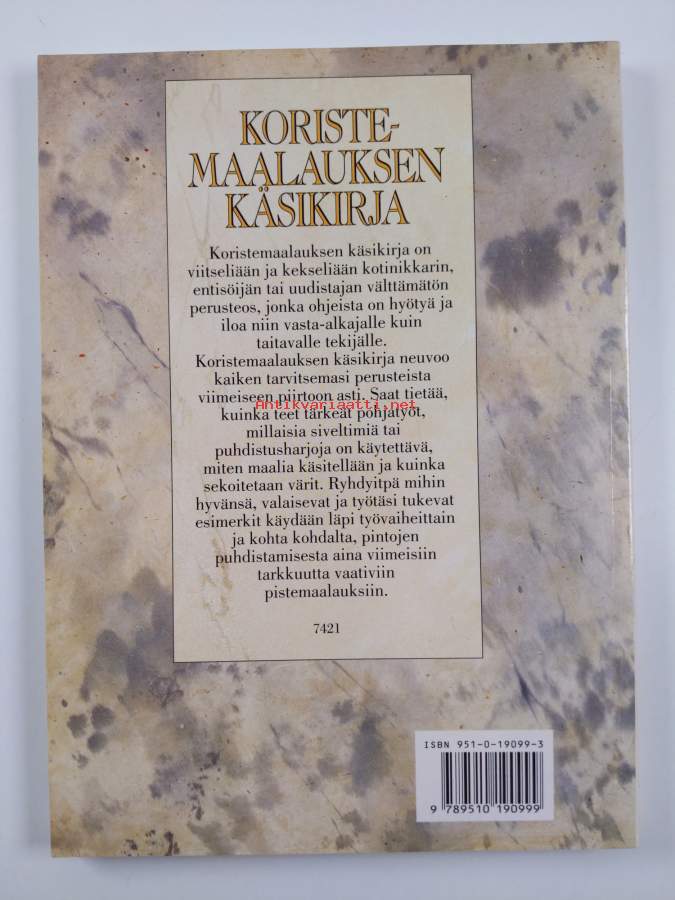 KORISTE-
MAALAUKSEN
KÄSIKIRJA
Koristemaalauksen käsikirja on
viitseliään ja kekseliään kotinikkarin,
entisöijän tai uudistajan välttämätön
perusteos, jonka ohjeista on hyötyä ja
iloa niin vasta-alkajalle kuin
taitavalle tekijälle.
Koristemaalauksen käsikirja neuvoo
kaiken tarvitsemasi perusteista
viimeiseen piirtoon asti. Saat tietää,
Antikvariaatti.net
kuinka teet tärkeät pohjatyöt,
millaisia siveltimiä tai
puhdistusharjoja on käytettävä,
miten maalia käsitellään ja kuinka
sekoitetaan värit. Ryhdyitpä mihin
hyvänsä, valaisevat ja työtäsi tukevat
esimerkit käydään läpi työvaiheittain
ja kohta kohdalta, pintojen
puhdistamisesta aina viimeisiin
tarkkuutta vaativiin
pistemaalauksiin.
7421
ISBN 951-0-19099-3
9 789510 190999